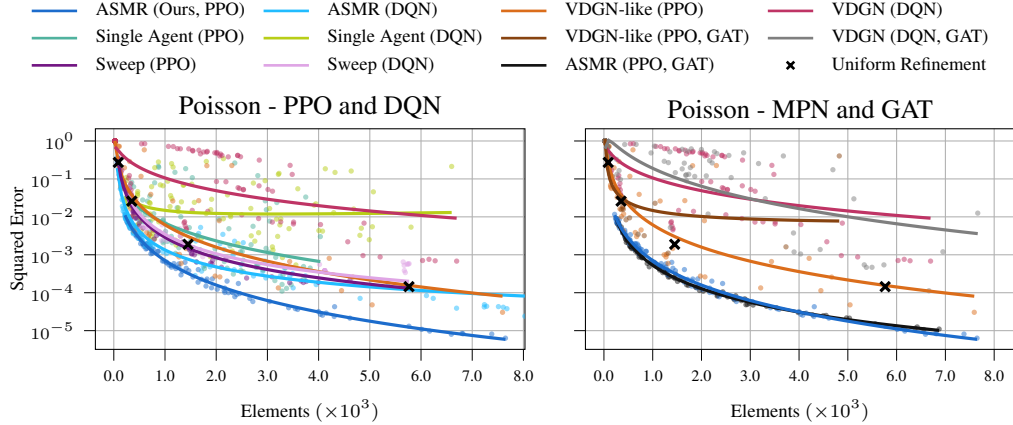 ASMR (Ours, PPO) ASMR (DQN) VDGN-like (PPO) VDGN (DQN)
Single Agent (PPO) Single Agent (DQN) VDGN-like (PPO, GAT) VDGN (DQN, GAT)
Sweep (PPO) Sweep (DQN) ASMR (PPO, GAT) Uniform Refinement
Poisson - PPO and DQN Poisson - MPN and GAT
Squared Error
10^0
10^−1
10^−2
10^−3
10^−4
10^−5
0.0 1.0 2.0 3.0 4.0 5.0 6.0 7.0 8.0 0.0 1.0 2.0 3.0 4.0 5.0 6.0 7.0 8.0
Elements (×10^3) Elements (×10^3)